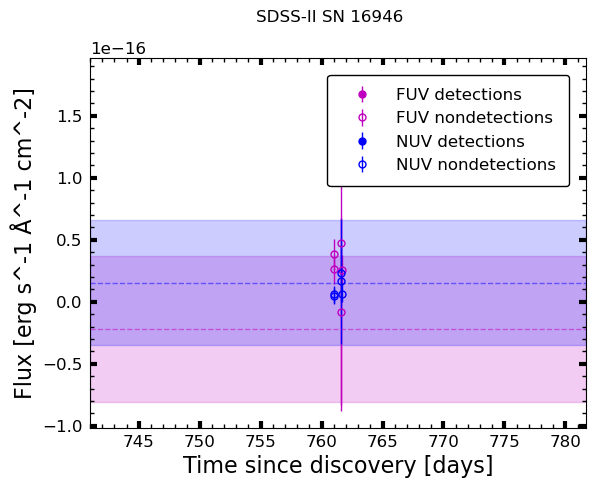 SDSS-II SN 16946
1e−16
FUV detections
FUV nondetections
NUV detections
NUV nondetections
1.5
1.0
0.5
0.0
−0.5
−1.0
Flux [erg s^-1 Å^-1 cm^-2]
745 750 755 760 765 770 775 780
Time since discovery [days]